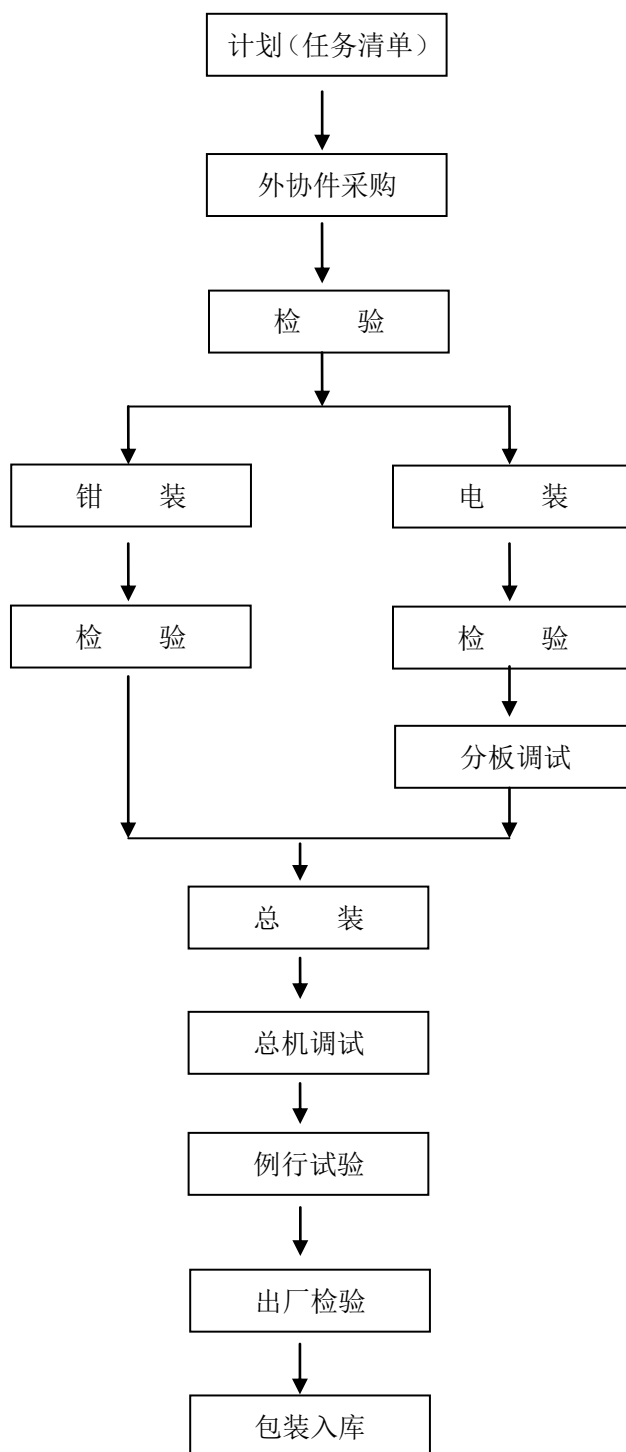 计划（任务清单）
外协件采购
检 验
钳 装
电 装
检 验
检 验
分板调试
总 装
总机调试
例行试验
出厂检验
包装入库